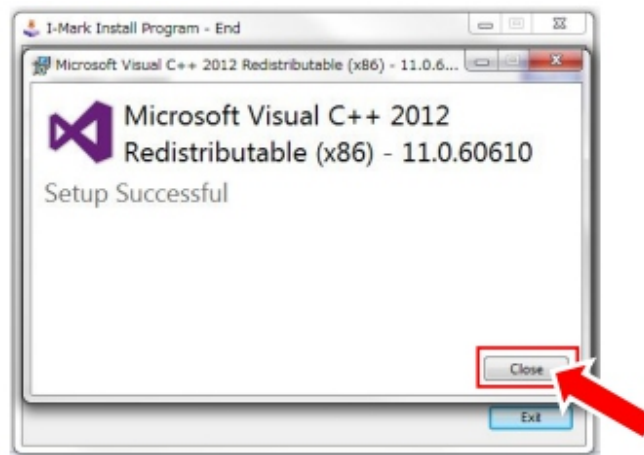 I-Mark Install Program - End
Microsoft Visual C++ 2012 Redistributable (x86) - 11.0.6...
Microsoft Visual C++ 2012
Redistributable (x86) - 11.0.60610
Setup Successful
Close
Exit